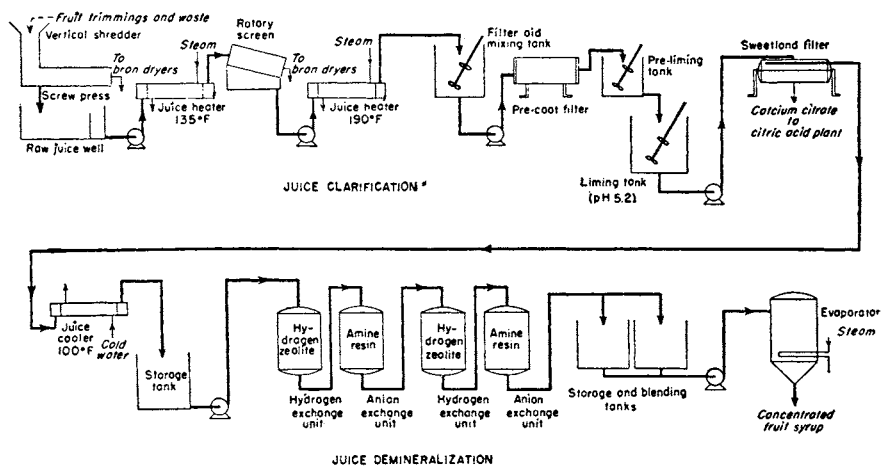 Fruit trimmings and waste
Vertical shredder
To
bran dryers
Screw press
Raw juice well
Steam
Juice heater
135°F
Rotary
screen
To
bran dryers
Steam
Juice heater
190°F
Filter aid
mixing tank
Pre-coat filter
Pre-liming
tank
Liming tank
(pH 5.2)
Sweetland filter
Calcium citrate
to
citric acid plant
JUICE CLARIFICATION
Juice
cooler
100°F
Cold
water
Storage
tank
Hy-
drogen
zeolite
Amine
resin
Hy-
drogen
zeolite
Amine
resin
Hydrogen
exchange
unit
Anion
exchange
unit
Hydrogen
exchange
unit
Anion
exchange
unit
Storage and blending
tanks
Evaporator
Steam
Concentrated
fruit syrup
JUICE DEMINERALIZATION